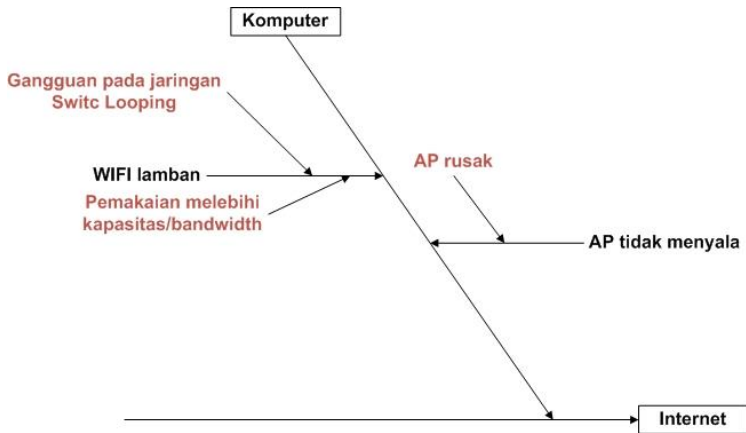 Komputer
Gangguan pada jaringan
Switc Looping
AP rusak
WIFI lamban
Pemakaian melebihi
kapasitas/bandwidth
AP tidak menyala
Internet